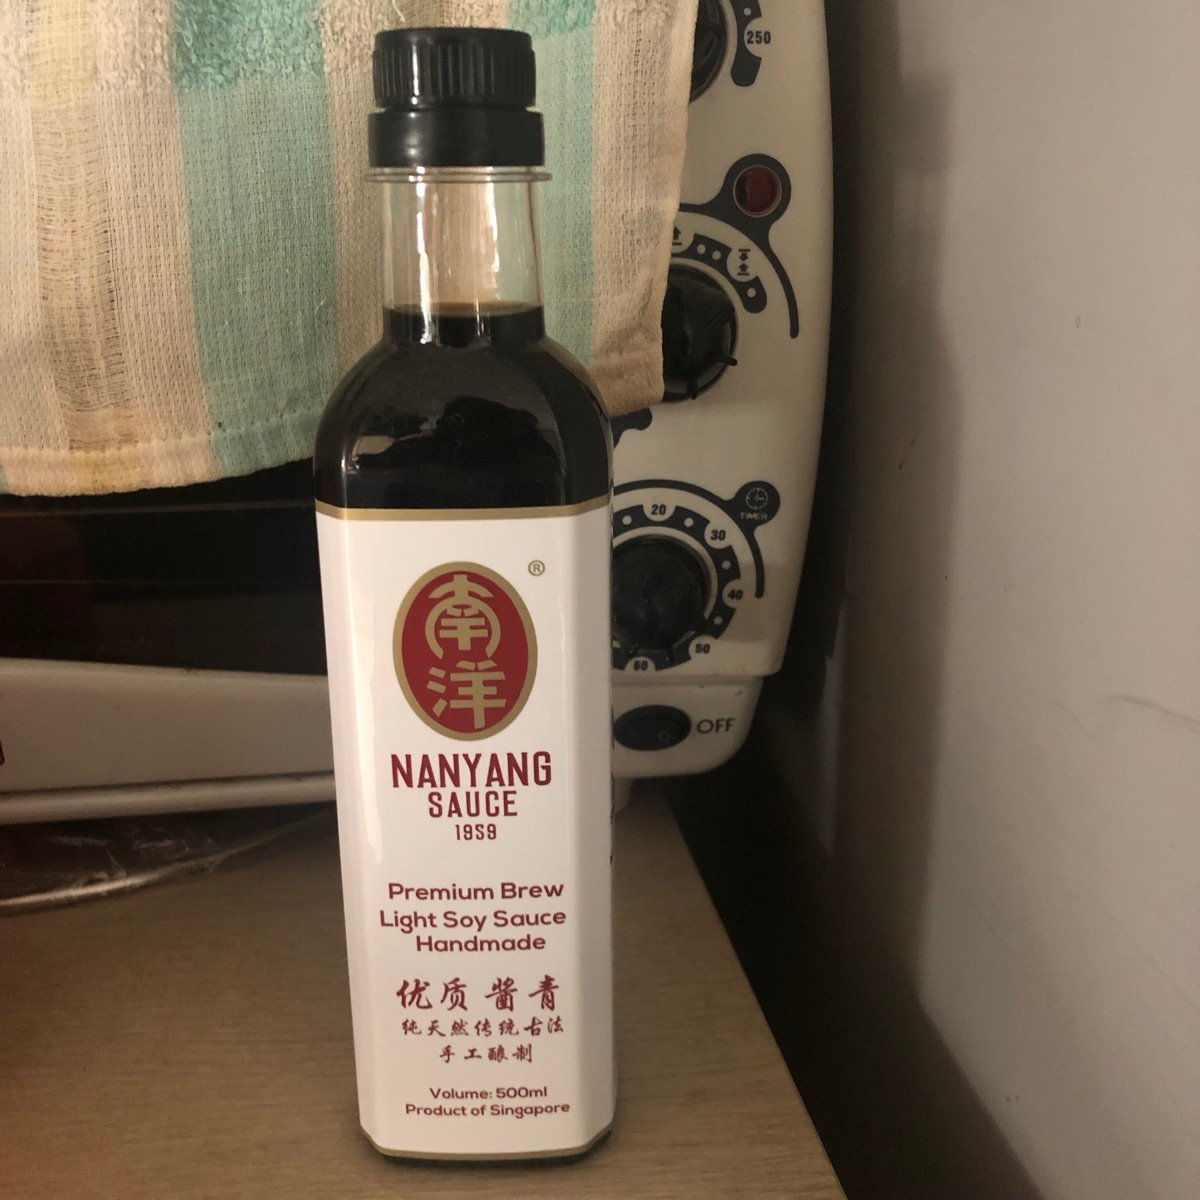 250
20
30
40
50
60
TIMER
OFF
南
洋
®
NANYANG
SAUCE
1959
Premium Brew
Light Soy Sauce
Handmade
优质 酱青
纯天然传统古法
手工酿制
Volume: 500ml
Product of Singapore